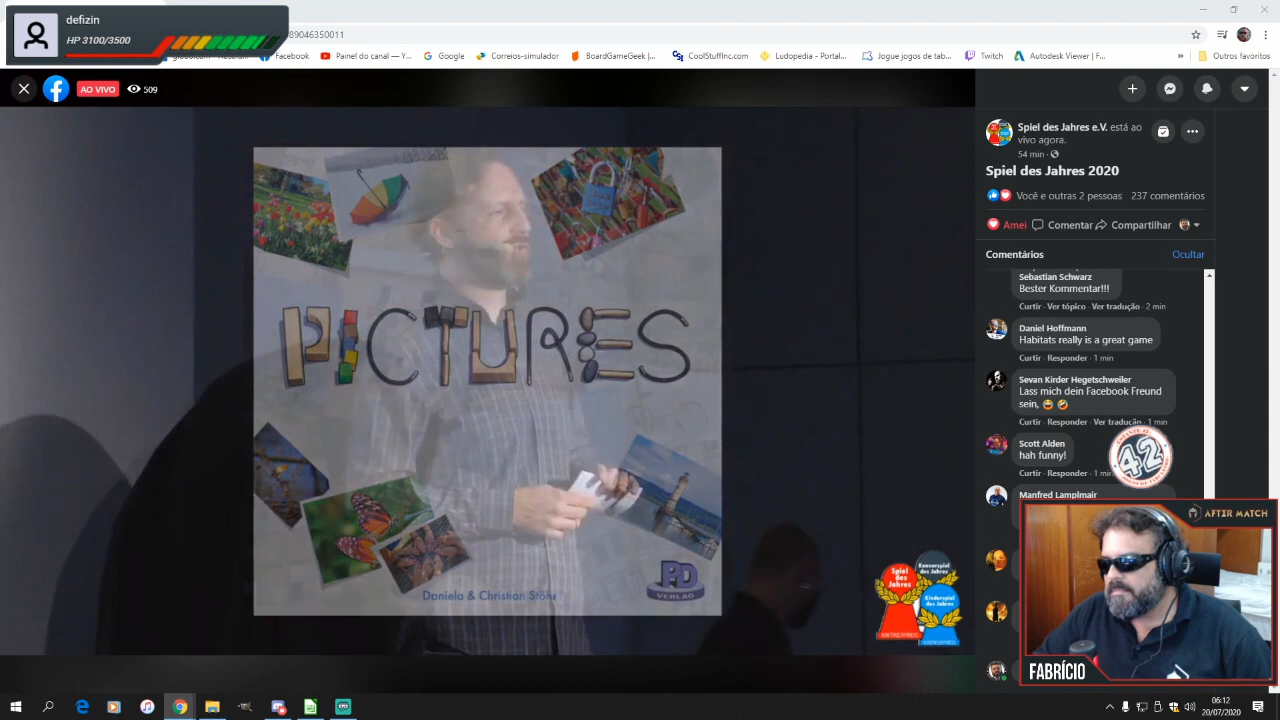 defizin
HP 3100/3500
89046350011
Facebook
Painel do canal — Y...
Google
Correios-simulador
BoardGameGeek |...
CoolStuffInc.com
Ludopedia - Portal...
Jogue jogos de tab...
Twitch
Autodesk Viewer | F...
»
Outros favoritos
AO VIVO
509
Spiel des Jahres e.V. está ao
vivo agora.
54 min ·
Spiel des Jahres 2020
Você e outras 2 pessoas
237 comentários
Amei
Comentar
Compartilhar
Comentários
Ocultar
Sebastian Schwarz
Bester Kommentar!!!
Curtir · Ver tópico · Ver tradução · 2 min
Daniel Hoffmann
Habitats really is a great game
Curtir · Responder · 1 min
Sevan Kirder Hegetschweiler
Lass mich dein Facebook Freund
sein, 😂 🤣
Curtir · Responder · Ver tradução · 1 min
Scott Alden
hah funny!
Curtir · Responder · 1 min
Manfred Lamplmair
42
PICTURES
Daniela & Christian Stöhr
PD
VERLAG
Spiel
des
Jahres
KRITIKERPREIS
Kennerspiel
des Jahres
Kinderspiel
des Jahres
KRITIKERPREIS
AFTER MATCH
FABRÍCIO
06:12
20/07/2020